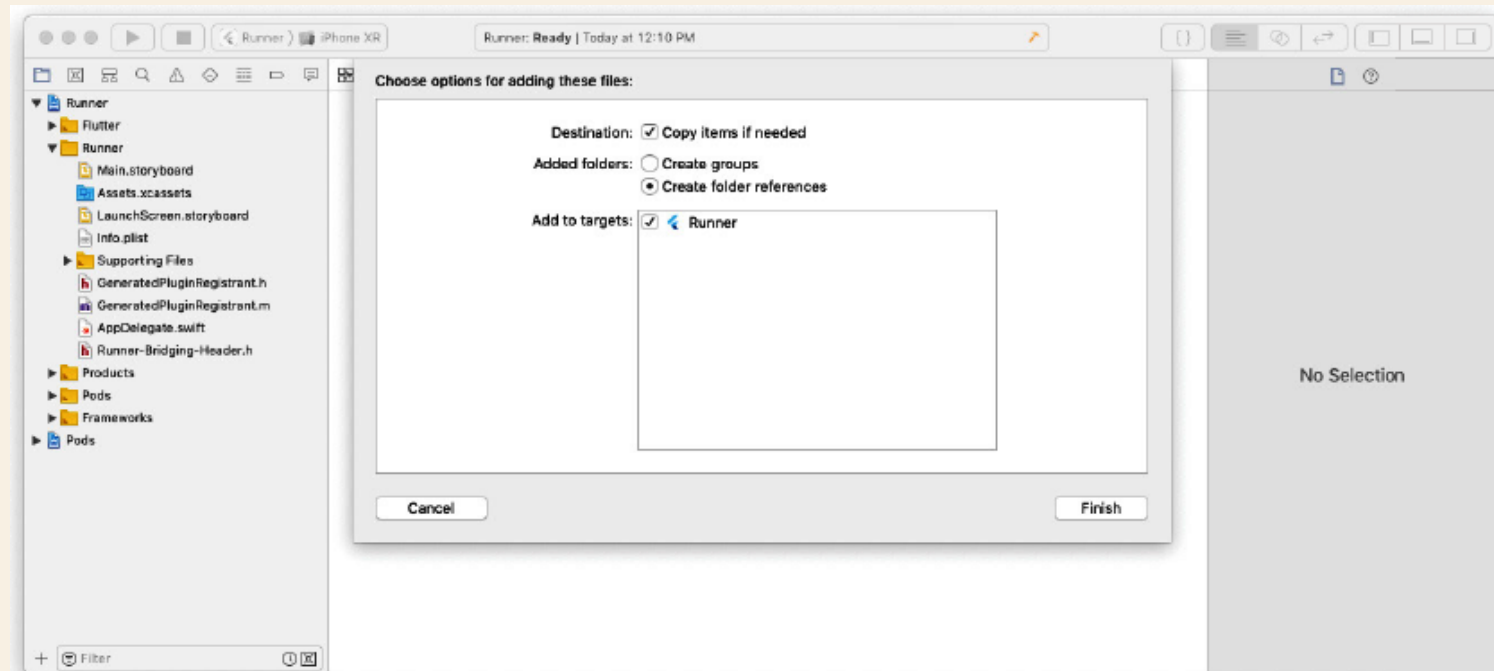 Runner
iPhone XR
Runner: Ready | Today at 12:10 PM
{}
Runner
Flutter
Runner
Main.storyboard
Assets.xcassets
LaunchScreen.storyboard
Info.plist
Supporting Files
GeneratedPluginRegistrant.h
GeneratedPluginRegistrant.m
AppDelegate.swift
Runner-Bridging-Header.h
Products
Pods
Frameworks
Pods
Filter
Choose options for adding these files:
Destination: Copy items if needed
Added folders: Create groups
Create folder references
Add to targets: Runner
Cancel
Finish
No Selection